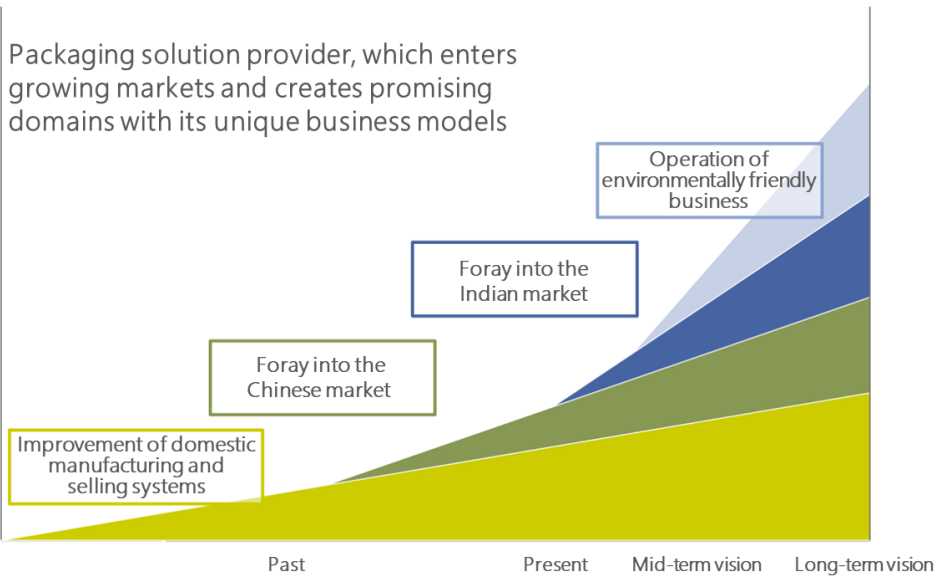 Packaging solution provider, which enters
growing markets and creates promising
domains with its unique business models
Operation of
environmentally friendly
business
Foray into the
Indian market
Foray into the
Chinese market
Improvement of domestic
manufacturing and
selling systems
Past
Present
Mid-term vision
Long-term vision